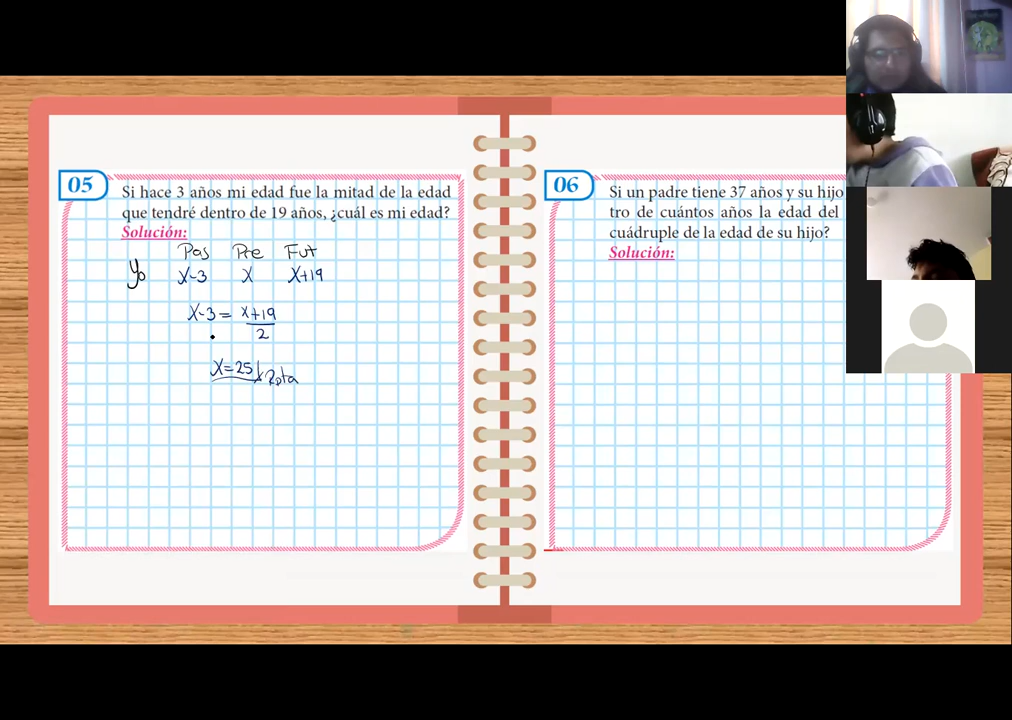 05
Si hace 3 años mi edad fue la mitad de la edad
que tendré dentro de 19 años, ¿cuál es mi edad?
Solución:
Pas Pre Fut
Yo X-3 X X+19
X-3 = x+19
2
X=25 Rpta
06
Si un padre tiene 37 años y su hijo
tro de cuántos años la edad del
cuádruple de la edad de su hijo?
Solución: